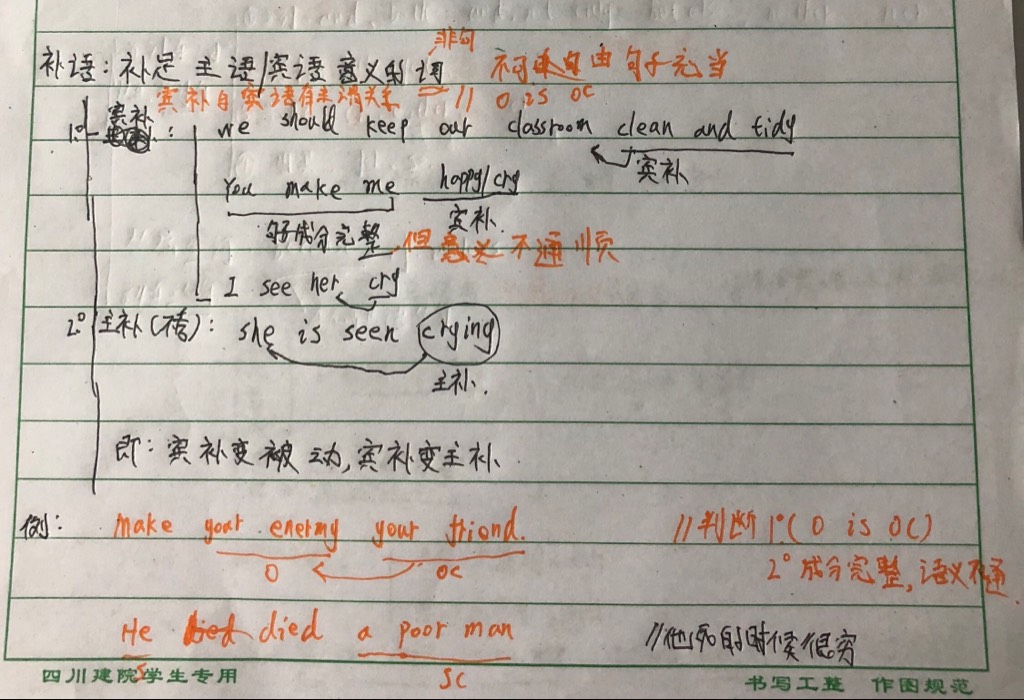 非句
补语：补足 主语/宾语意义的词 不可 由句子充当
宾补自宾语有主谓关系 // O is OC
1° 宾补： we should keep our classroom clean and tidy
宾补
You make me happy/cry
宾补.
句子成分完整，但意义不通顺
I see her cry
2° 主补(不考)： she is seen crying
主补.
即：宾补变被动，宾补变主补.
例： make your enermy your friend. //判断1°.(O is OC)
O OC 2°成分完整，语义不通
He died a poor man //他死的时候很穷
S SC
四川建院学生专用 书写工整 作图规范